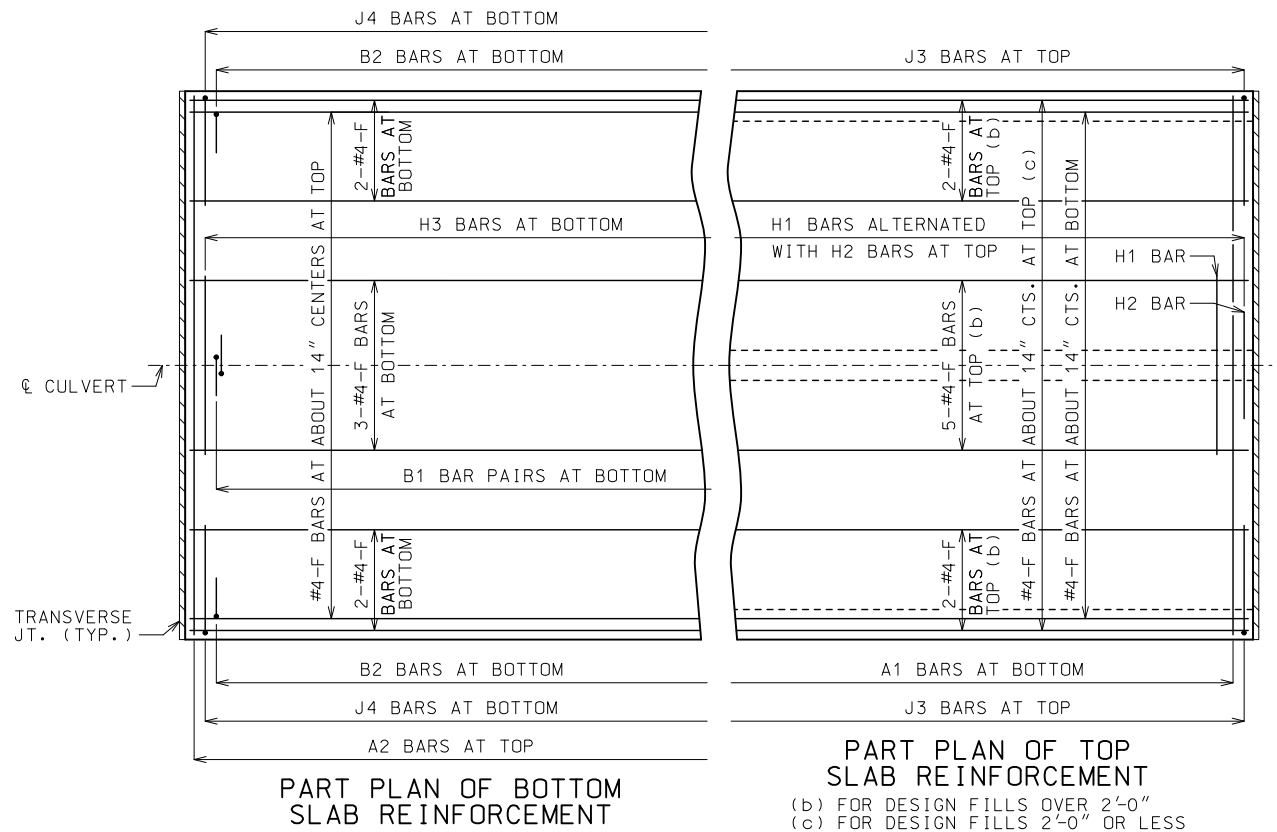 J4 BARS AT BOTTOM
B2 BARS AT BOTTOM
J3 BARS AT TOP
2-#4-F
BARS AT
BOTTOM
2-#4-F
BARS AT
TOP (b)
H3 BARS AT BOTTOM
H1 BARS ALTERNATED
WITH H2 BARS AT TOP
H1 BAR
H2 BAR
#4-F BARS AT ABOUT 14" CENTERS AT TOP
3-#4-F BARS
AT BOTTOM
5-#4-F BARS
AT TOP (b)
#4-F BARS AT ABOUT 14" CTS. AT TOP (c)
#4-F BARS AT ABOUT 14" CTS. AT BOTTOM
℄ CULVERT
B1 BAR PAIRS AT BOTTOM
2-#4-F
BARS AT
BOTTOM
2-#4-F
BARS AT
TOP (b)
TRANSVERSE
JT. (TYP.)
B2 BARS AT BOTTOM
A1 BARS AT BOTTOM
J4 BARS AT BOTTOM
J3 BARS AT TOP
A2 BARS AT TOP
PART PLAN OF BOTTOM
SLAB REINFORCEMENT
PART PLAN OF TOP
SLAB REINFORCEMENT
(b) FOR DESIGN FILLS OVER 2'-0"
(c) FOR DESIGN FILLS 2'-0" OR LESS